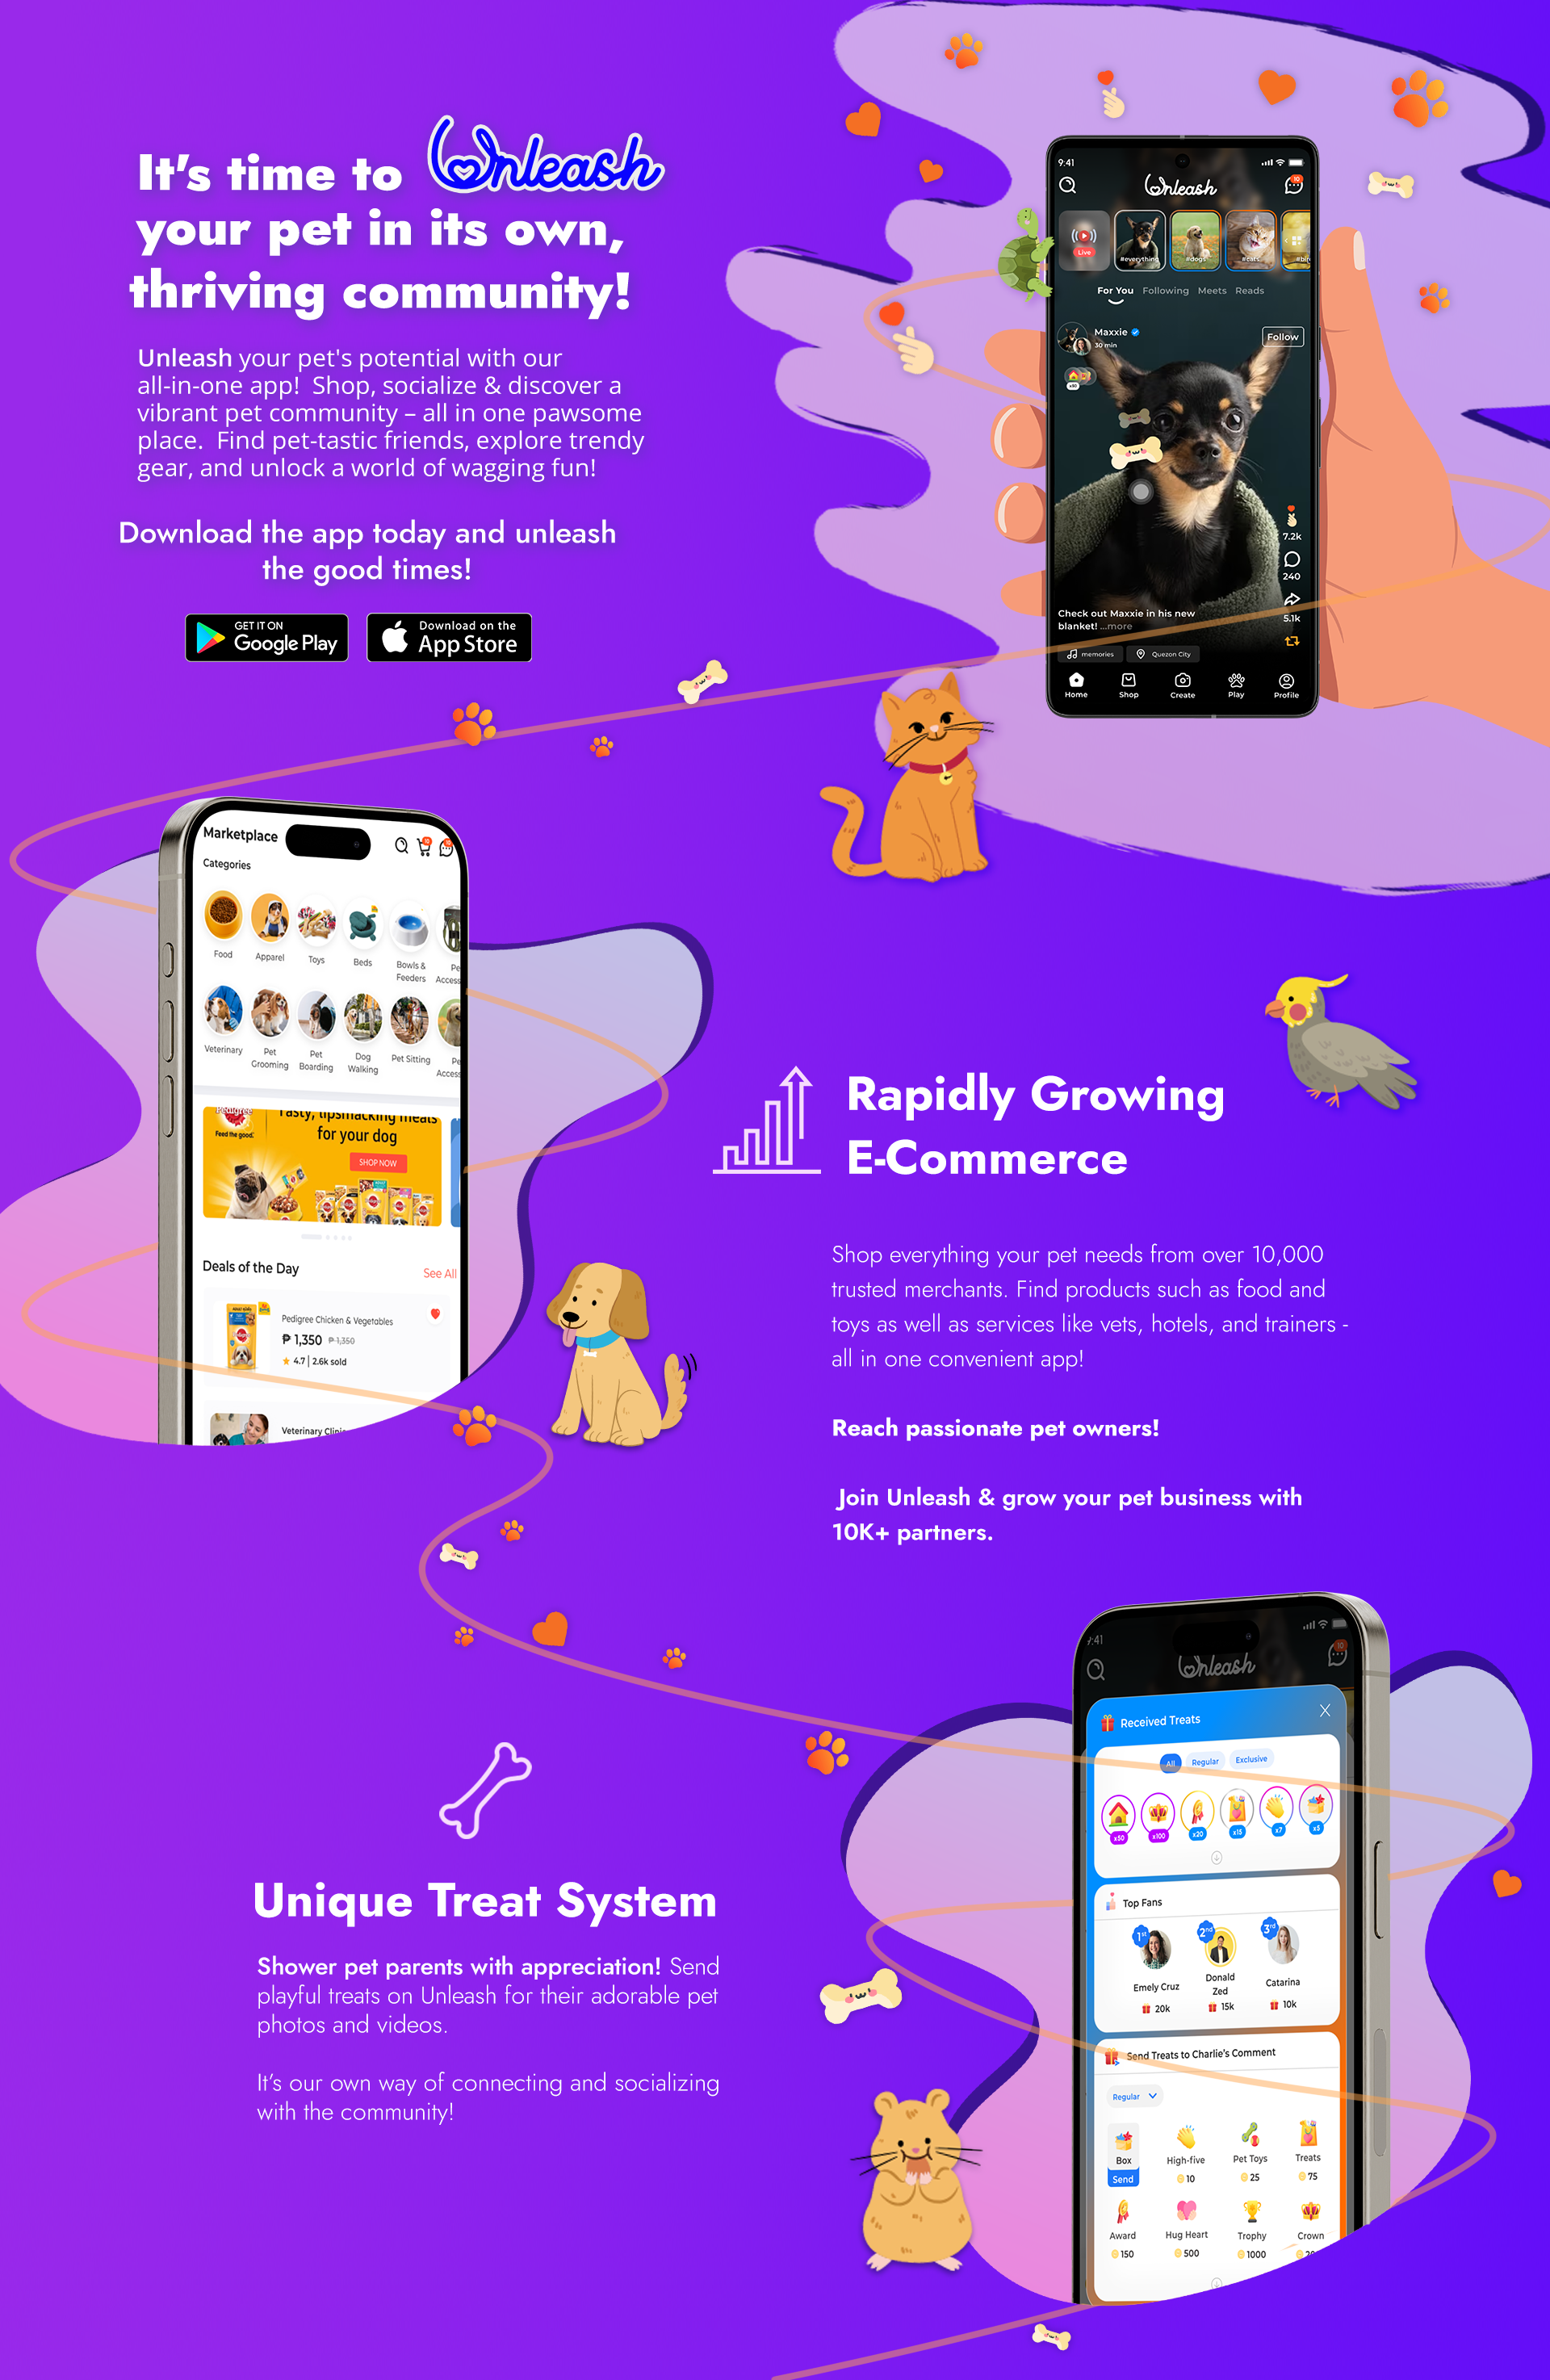 It's time to Unleash
your pet in its own,
thriving community!
Unleash your pet's potential with our
all-in-one app! Shop, socialize & discover a
vibrant pet community – all in one pawsome
place. Find pet-tastic friends, explore trendy
gear, and unlock a world of wagging fun!
Download the app today and unleash
the good times!
GET IT ON
Google Play
Download on the
App Store
9:41
Unleash
10
Live
#everything
#dogs
#cats
For You Following Meets Reads
Maxxie
30 min
Follow
x50
7.2k
240
5.1k
Check out Maxxie in his new
blanket! ...more
memories
Quezon City
Home Shop Create Play Profile
Marketplace
Categories
Food Apparel Toys Beds Bowls &
Feeders
Pe
Access
Veterinary Pet
Grooming
Pet
Boarding
Dog
Walking
Pet Sitting
Pe
Access
Pedigree
Feed the good.
Tasty, lipsmacking meals
for your dog
SHOP NOW
Deals of the Day
See All
Pedigree Chicken & Vegetables
₱ 1,350 ₱ 1,350
4.7 | 2.6k sold
Veterinary Clinic
Rapidly Growing
E-Commerce
Shop everything your pet needs from over 10,000
trusted merchants. Find products such as food and
toys as well as services like vets, hotels, and trainers -
all in one convenient app!
Reach passionate pet owners!
Join Unleash & grow your pet business with
10K+ partners.
Unique Treat System
Shower pet parents with appreciation! Send
playful treats on Unleash for their adorable pet
photos and videos.
It's our own way of connecting and socializing
with the community!
9:41
Unleash
10
Received Treats X
All Regular Exclusive
x50 x100 x20 x15 x7 x5
Top Fans
1st 2nd 3rd
Emely Cruz
Donald
Zed
Catarina
20k 15k 10k
Send Treats to Charlie's Comment
Regular
Box High-five Pet Toys Treats
Send 10 25 75
Award Hug Heart Trophy Crown
150 500 1000